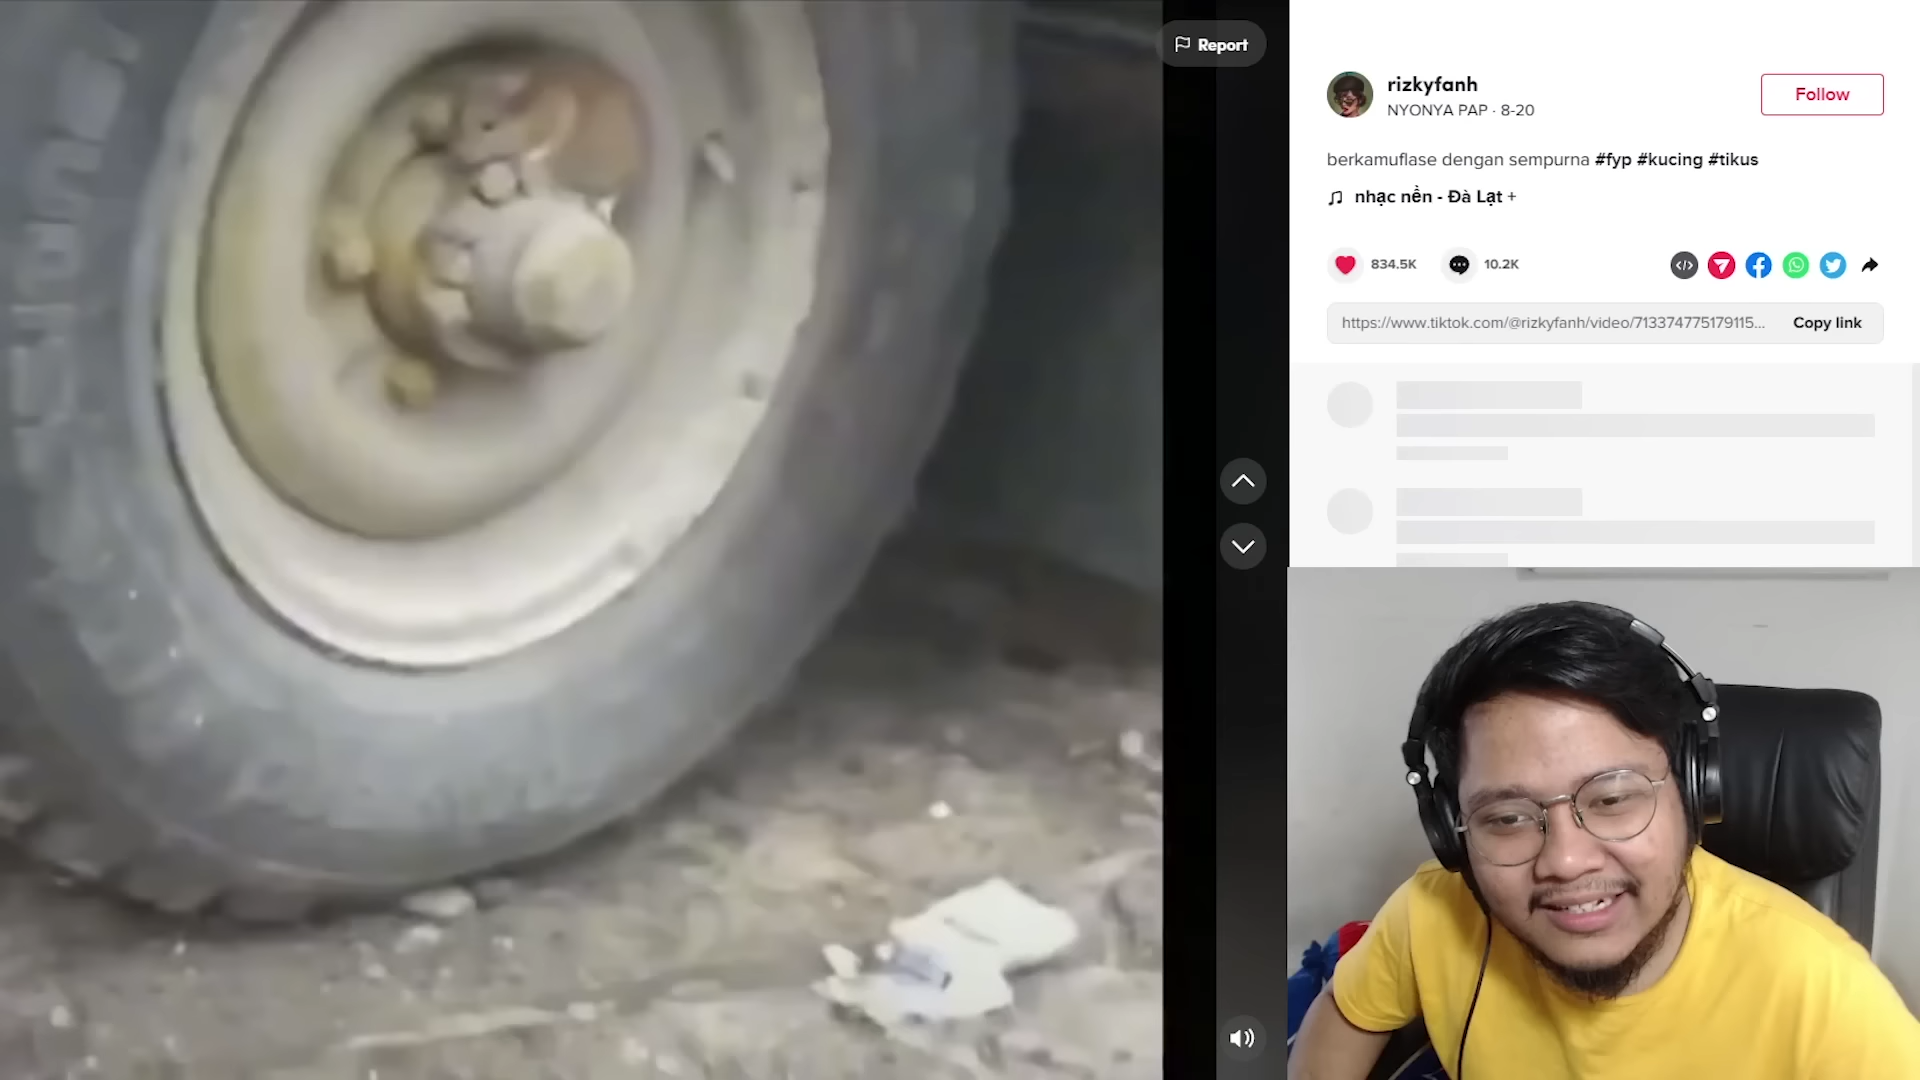 Report
rizkyfanh
NYONYA PAP · 8-20
Follow
berkamuflase dengan sempurna #fyp #kucing #tikus
nhạc nền - Đà Lạt +
834.5K
10.2K
https://www.tiktok.com/@rizkyfanh/video/713374775179115...
Copy link